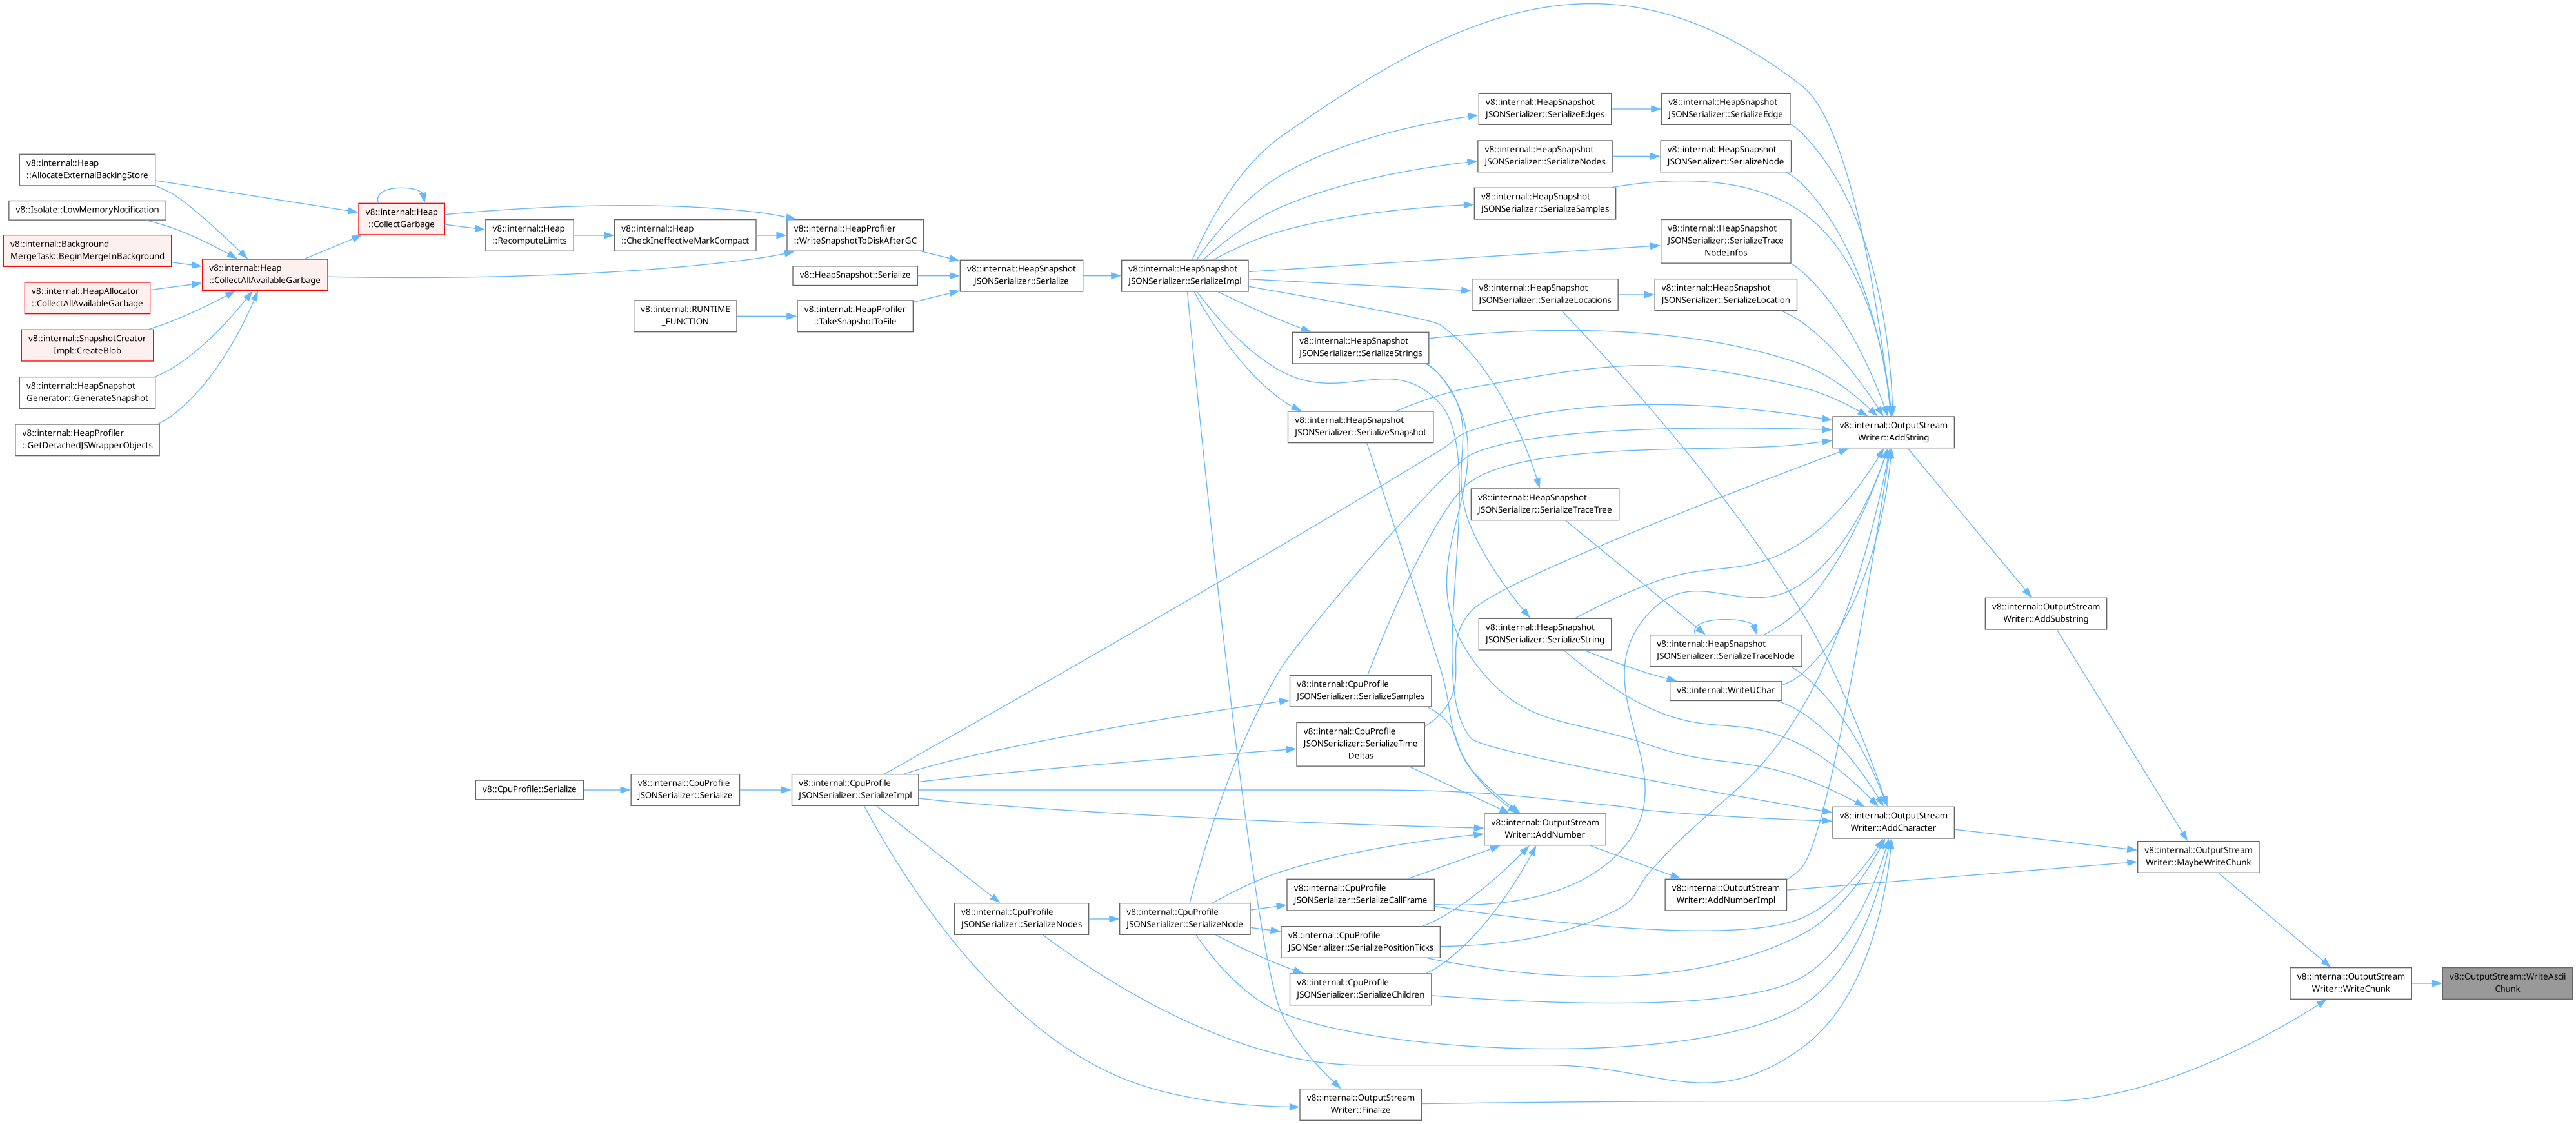 v8::internal::Heap
::AllocateExternalBackingStore
v8::Isolate::LowMemoryNotification
v8::internal::Background
MergeTask::BeginMergeInBackground
v8::internal::HeapAllocator
::CollectAllAvailableGarbage
v8::internal::SnapshotCreator
Impl::CreateBlob
v8::internal::HeapSnapshot
Generator::GenerateSnapshot
v8::internal::HeapProfiler
::GetDetachedJSWrapperObjects
v8::internal::Heap
::CollectAllAvailableGarbage
v8::internal::Heap
::CollectGarbage
v8::internal::Heap
::RecomputeLimits
v8::internal::Heap
::CheckIneffectiveMarkCompact
v8::internal::HeapProfiler
::WriteSnapshotToDiskAfterGC
v8::HeapSnapshot::Serialize
v8::internal::RUNTIME
_FUNCTION
v8::internal::HeapProfiler
::TakeSnapshotToFile
v8::internal::HeapSnapshot
JSONSerializer::Serialize
v8::internal::HeapSnapshot
JSONSerializer::SerializeImpl
v8::internal::HeapSnapshot
JSONSerializer::SerializeEdges
v8::internal::HeapSnapshot
JSONSerializer::SerializeEdge
v8::internal::HeapSnapshot
JSONSerializer::SerializeNodes
v8::internal::HeapSnapshot
JSONSerializer::SerializeNode
v8::internal::HeapSnapshot
JSONSerializer::SerializeSamples
v8::internal::HeapSnapshot
JSONSerializer::SerializeTrace
NodeInfos
v8::internal::HeapSnapshot
JSONSerializer::SerializeLocations
v8::internal::HeapSnapshot
JSONSerializer::SerializeLocation
v8::internal::HeapSnapshot
JSONSerializer::SerializeStrings
v8::internal::HeapSnapshot
JSONSerializer::SerializeSnapshot
v8::internal::OutputStream
Writer::AddString
v8::internal::HeapSnapshot
JSONSerializer::SerializeTraceTree
v8::internal::HeapSnapshot
JSONSerializer::SerializeString
v8::internal::HeapSnapshot
JSONSerializer::SerializeTraceNode
v8::internal::WriteUChar
v8::internal::OutputStream
Writer::AddSubstring
v8::internal::CpuProfile
JSONSerializer::SerializeSamples
v8::internal::CpuProfile
JSONSerializer::SerializeTime
Deltas
v8::CpuProfile::Serialize
v8::internal::CpuProfile
JSONSerializer::Serialize
v8::internal::CpuProfile
JSONSerializer::SerializeImpl
v8::internal::OutputStream
Writer::AddNumber
v8::internal::OutputStream
Writer::AddCharacter
v8::internal::OutputStream
Writer::MaybeWriteChunk
v8::internal::CpuProfile
JSONSerializer::SerializeCallFrame
v8::internal::OutputStream
Writer::AddNumberImpl
v8::internal::CpuProfile
JSONSerializer::SerializeNodes
v8::internal::CpuProfile
JSONSerializer::SerializeNode
v8::internal::CpuProfile
JSONSerializer::SerializePositionTicks
v8::internal::CpuProfile
JSONSerializer::SerializeChildren
v8::internal::OutputStream
Writer::WriteChunk
v8::OutputStream::WriteAscii
Chunk
v8::internal::OutputStream
Writer::Finalize